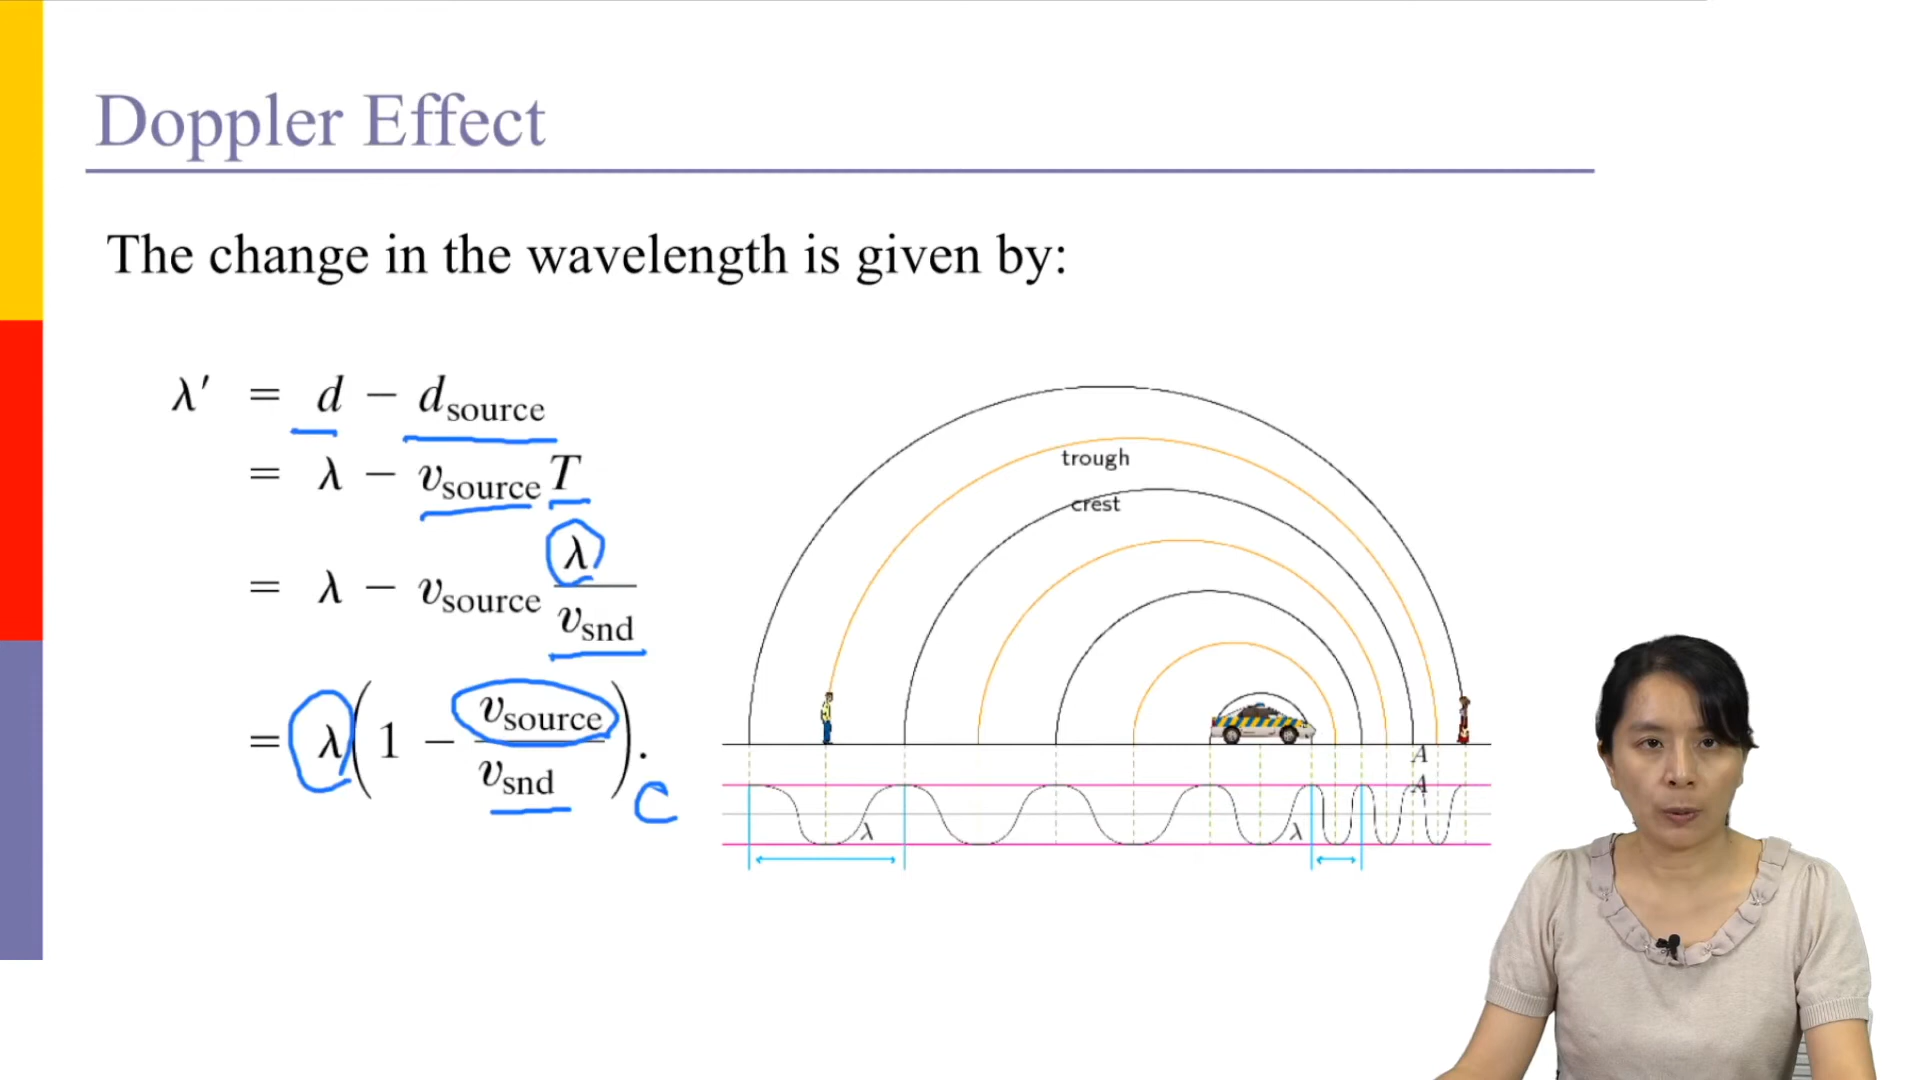 Doppler Effect
The change in the wavelength is given by:
λ′ = d − d_source
= λ − v_source T
= λ − v_source λ/v_snd
= λ(1 − v_source/v_snd).
C
trough
crest
A
A
λ
λ